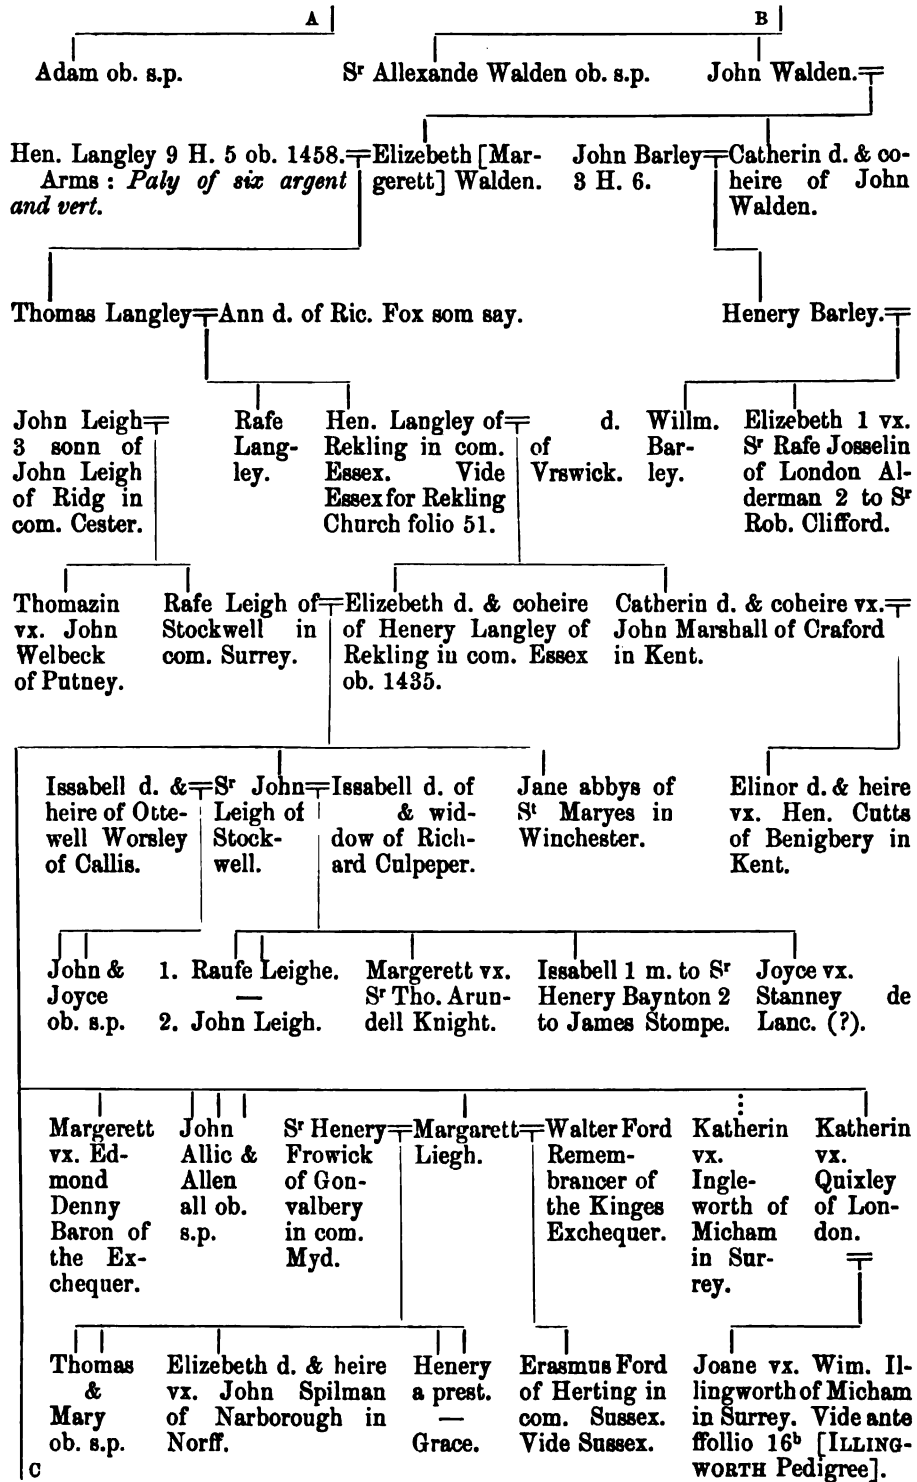 A B
Adam ob. s.p. Sʳ Allexande Walden ob. s.p. John Walden.
Hen. Langley 9 H. 5 ob. 1458.
Arms : Paly of six argent
and vert.
Elizebeth [Mar-
gerett] Walden.
John Barley
3 H. 6.
Catherin d. & co-
heire of John
Walden.
Thomas Langley Ann d. of Ric. Fox som say.
Henery Barley.
John Leigh
3 sonn of
John Leigh
of Ridg in
com. Cester.
Rafe
Lang-
ley.
Hen. Langley of
Rekling in com.
Essex. Vide
Essex for Rekling
Church folio 51.
d.
of
Vrswick.
Willm.
Bar-
ley.
Elizebeth 1 vx.
Sʳ Rafe Josselin
of London Al-
derman 2 to Sʳ
Rob. Clifford.
Thomazin
vx. John
Welbeck
of Putney.
Rafe Leigh of
Stockwell in
com. Surrey.
Elizebeth d. & coheire
of Henery Langley of
Rekling in com. Essex
ob. 1435.
Catherin d. & coheire vx.
John Marshall of Craford
in Kent.
Issabell d. &
heire of Otte-
well Worsley
of Callis.
Sʳ John
Leigh of
Stock-
well.
Issabell d. of
& wid-
dow of Rich-
ard Culpeper.
Jane abbys of
Sᵗ Maryes in
Winchester.
Elinor d. & heire
vx. Hen. Cutts
of Benigbery in
Kent.
John &
Joyce
ob. s.p.
1. Raufe Leighe.
—
2. John Leigh.
Margerett vx.
Sʳ Tho. Arun-
dell Knight.
Issabell 1 m. to Sʳ
Henery Baynton 2
to James Stompe.
Joyce vx.
Stanney de
Lanc. (?).
Margerett
vx. Ed-
mond
Denny
Baron of
the Ex-
chequer.
John
Allic &
Allen
all ob.
s.p.
Sʳ Henery
Frowick
of Gon-
valbery
in com.
Myd.
Margarett
Liegh.
Walter Ford
Remem-
brancer of
the Kinges
Exchequer.
Katherin
vx.
Ingle-
worth of
Micham
in Sur-
rey.
Katherin
vx.
Quixley
of Lon-
don.
Thomas
&
Mary
ob. s.p.
Elizebeth d. & heire
vx. John Spilman
of Narborough in
Norff.
Henery
a prest.
—
Grace.
Erasmus Ford
of Herting in
com. Sussex.
Vide Sussex.
Joane vx. Wim. Il-
lingworth of Micham
in Surrey. Vide ante
ffollio 16ᵇ [ILLING-
WORTH Pedigree].
C